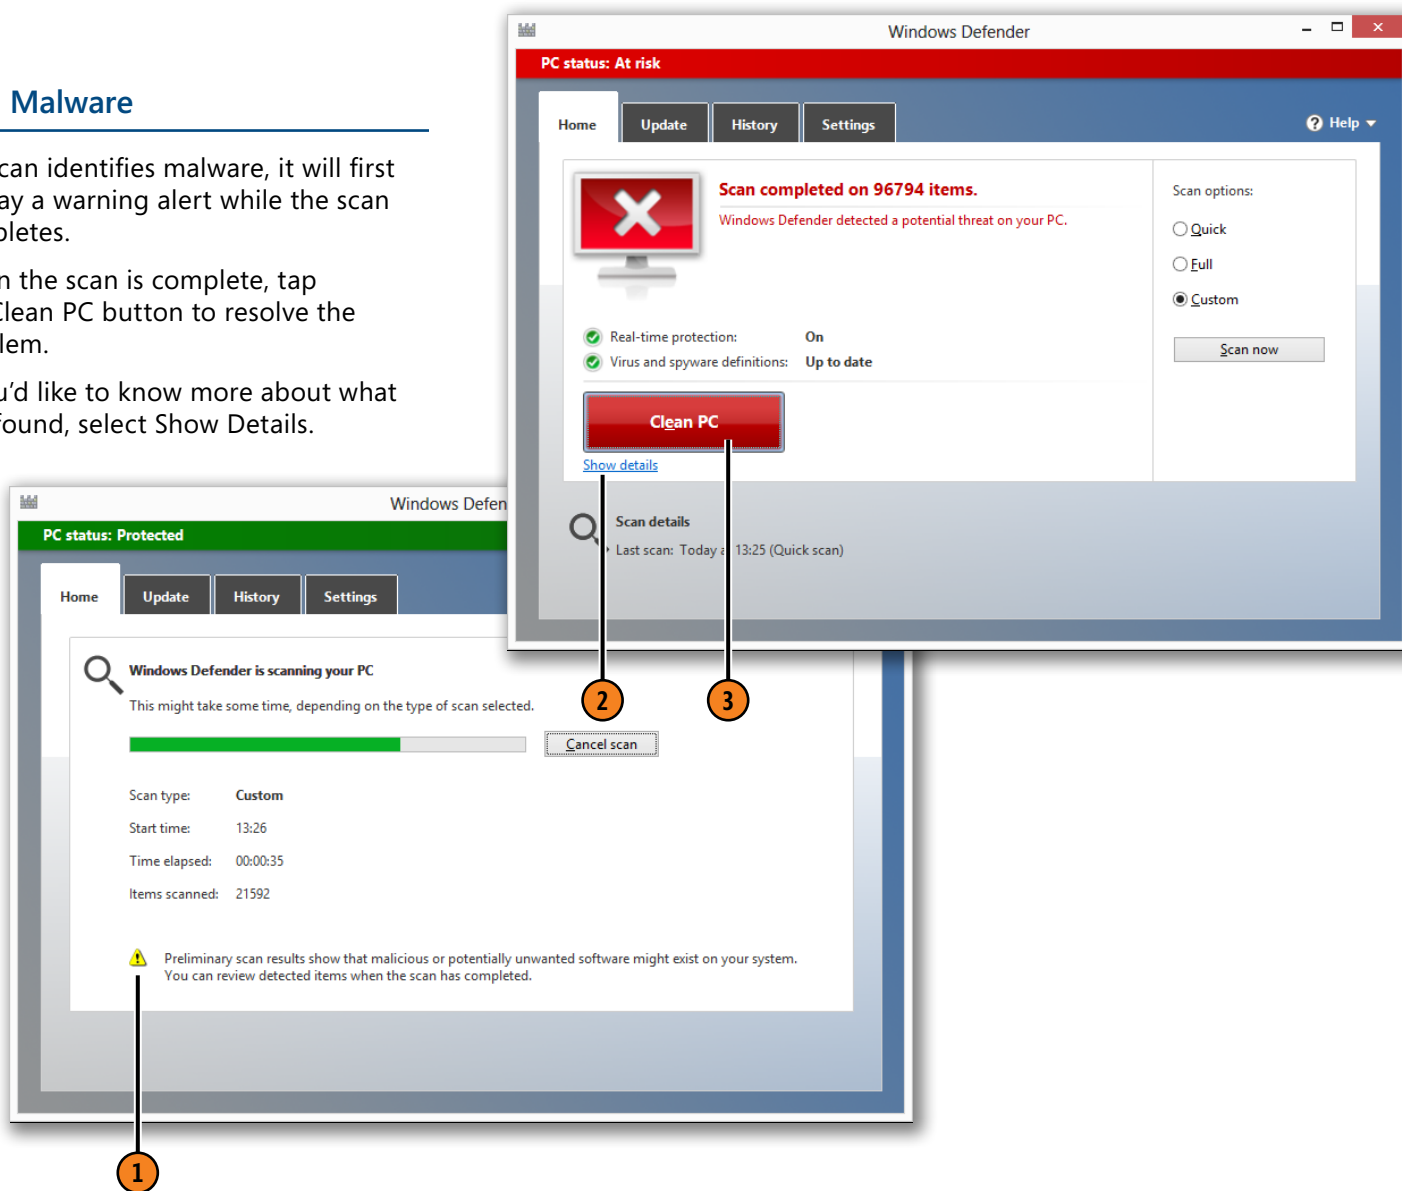 Malware
can identifies malware, it will first
ay a warning alert while the scan
pletes.
n the scan is complete, tap
Clean PC button to resolve the
lem.
u'd like to know more about what
found, select Show Details.
Windows Defender
PC status: At risk
Home Update History Settings Help
Scan completed on 96794 items.
Windows Defender detected a potential threat on your PC.
Real-time protection: On
Virus and spyware definitions: Up to date
Clean PC
Show details
Scan options:
Quick
Full
Custom
Scan now
Scan details
Last scan: Today a 13:25 (Quick scan)
2
3
Windows Defen
PC status: Protected
Home Update History Settings
Windows Defender is scanning your PC
This might take some time, depending on the type of scan selected.
Cancel scan
Scan type: Custom
Start time: 13:26
Time elapsed: 00:00:35
Items scanned: 21592
Preliminary scan results show that malicious or potentially unwanted software might exist on your system.
You can review detected items when the scan has completed.
1